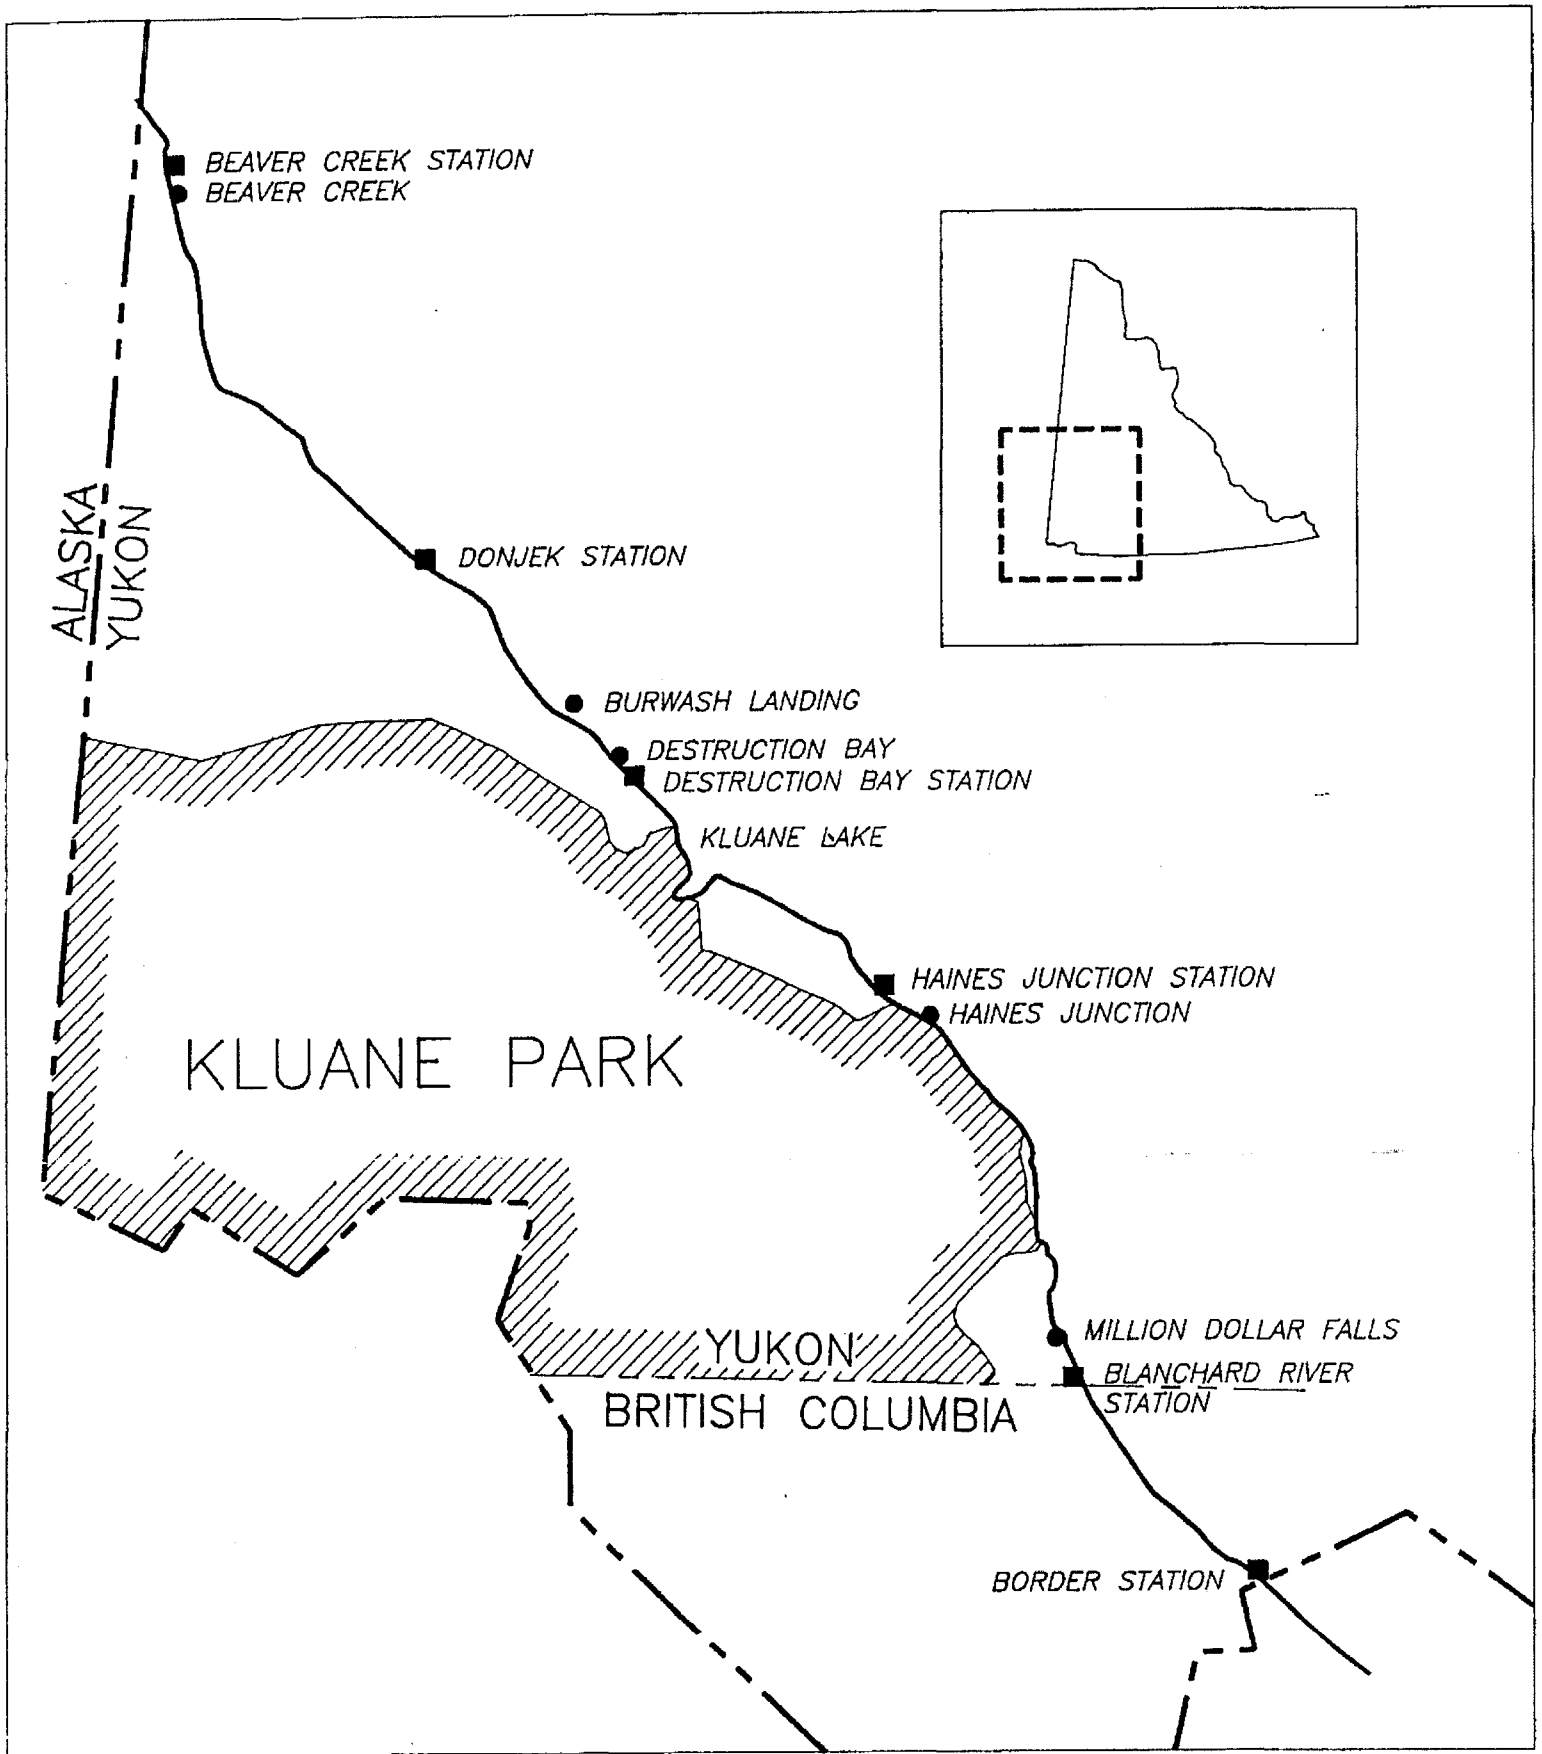 BEAVER CREEK STATION
BEAVER CREEK
ALASKA
YUKON
DONJEK STATION
BURWASH LANDING
DESTRUCTION BAY
DESTRUCTION BAY STATION
KLUANE LAKE
HAINES JUNCTION STATION
HAINES JUNCTION
KLUANE PARK
MILLION DOLLAR FALLS
YUKON
BLANCHARD RIVER
STATION
BRITISH COLUMBIA
BORDER STATION